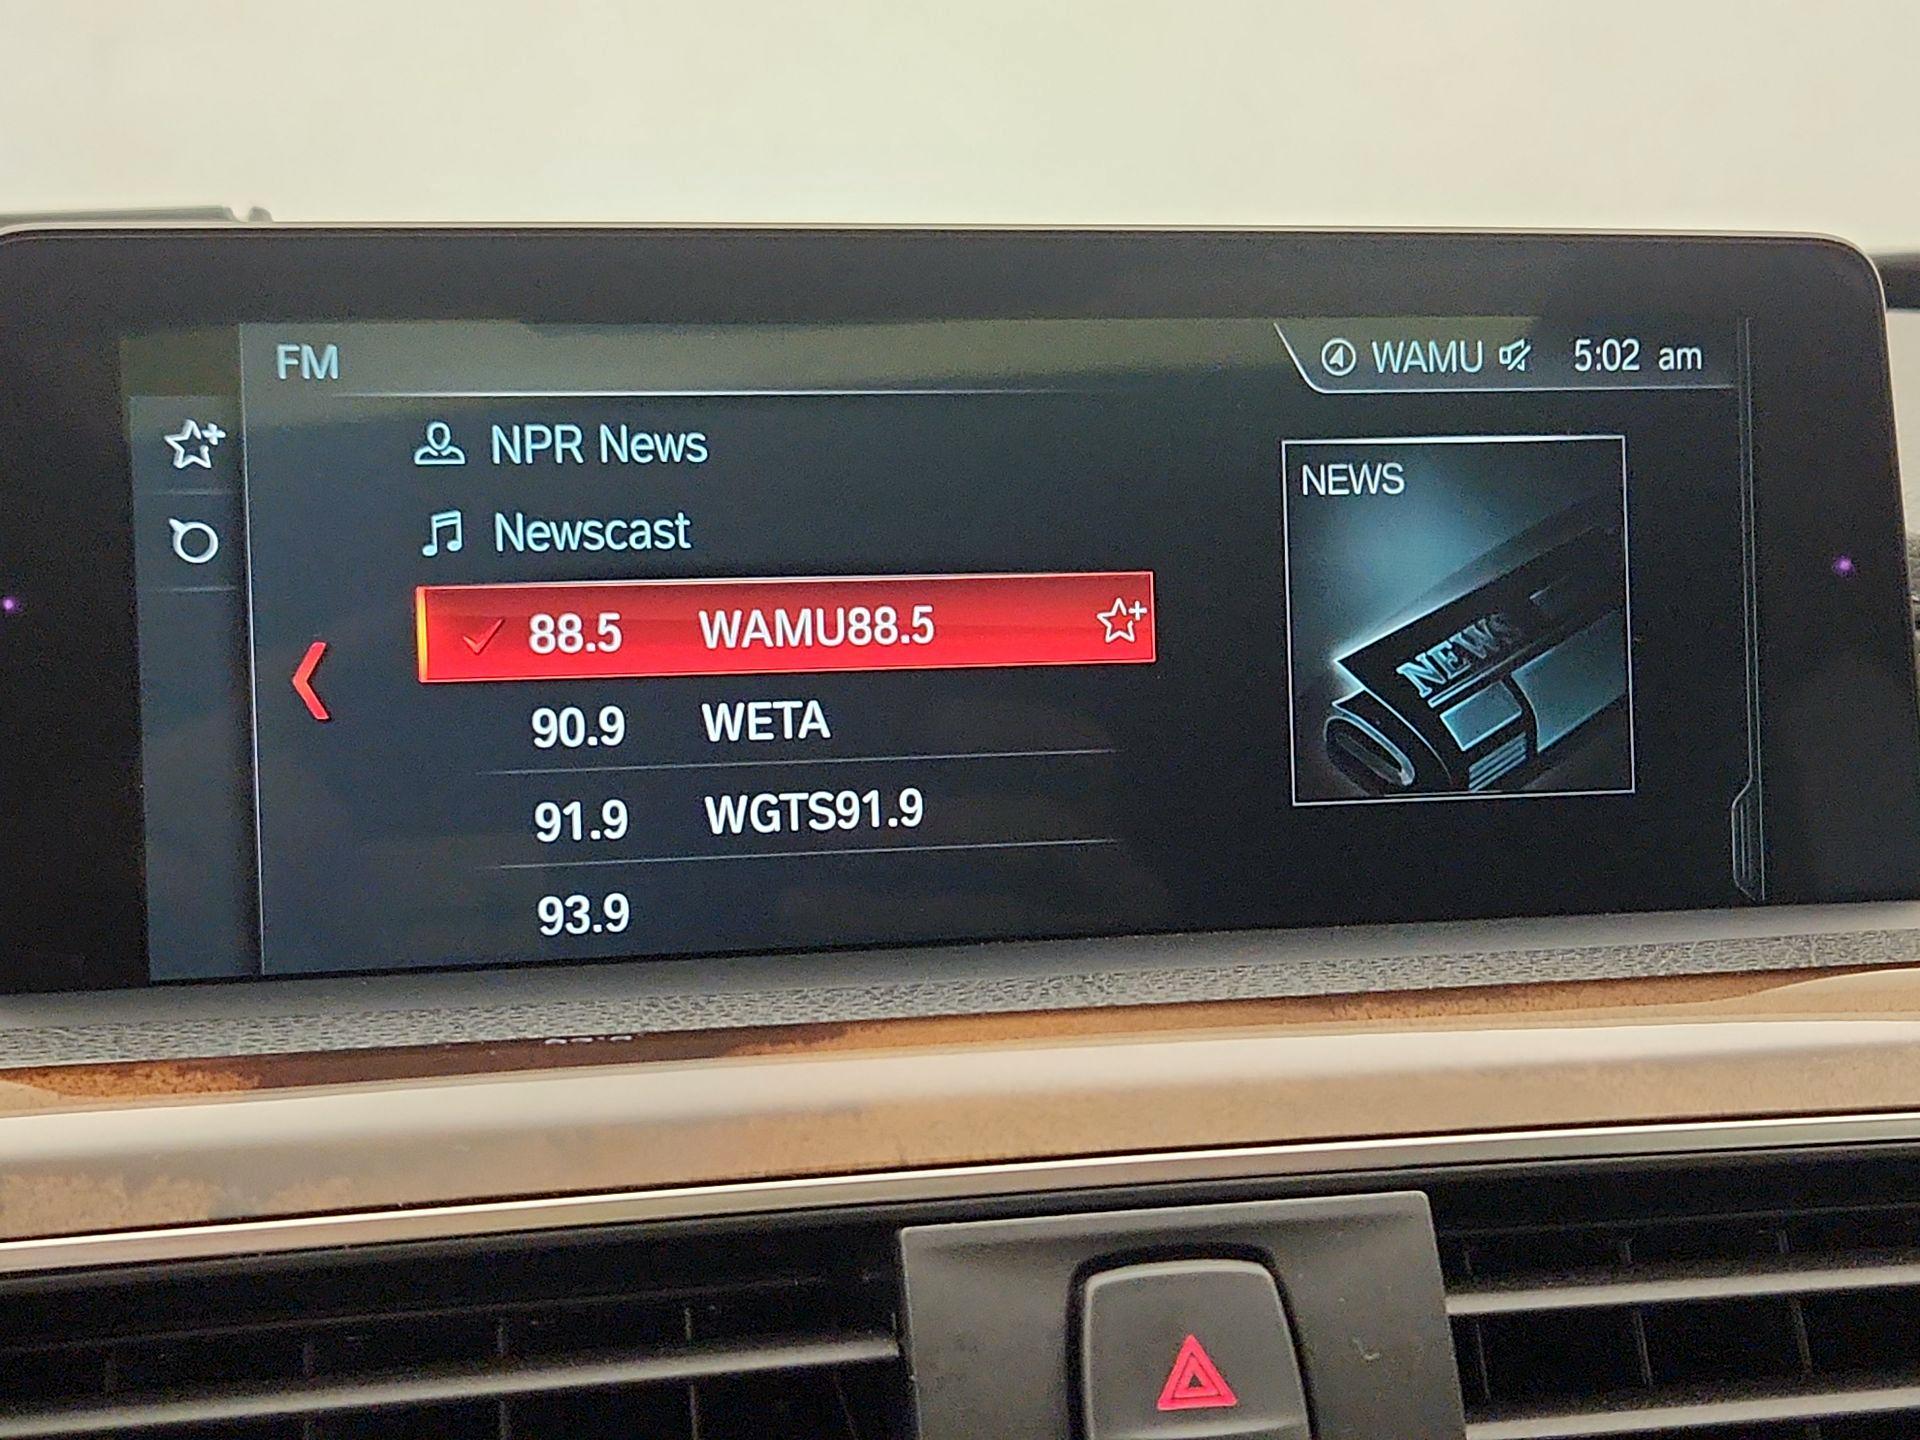 FM
WAMU 5:02 am
NPR News
Newscast
88.5 WAMU88.5
90.9 WETA
91.9 WGTS91.9
93.9
NEWS
NEWS